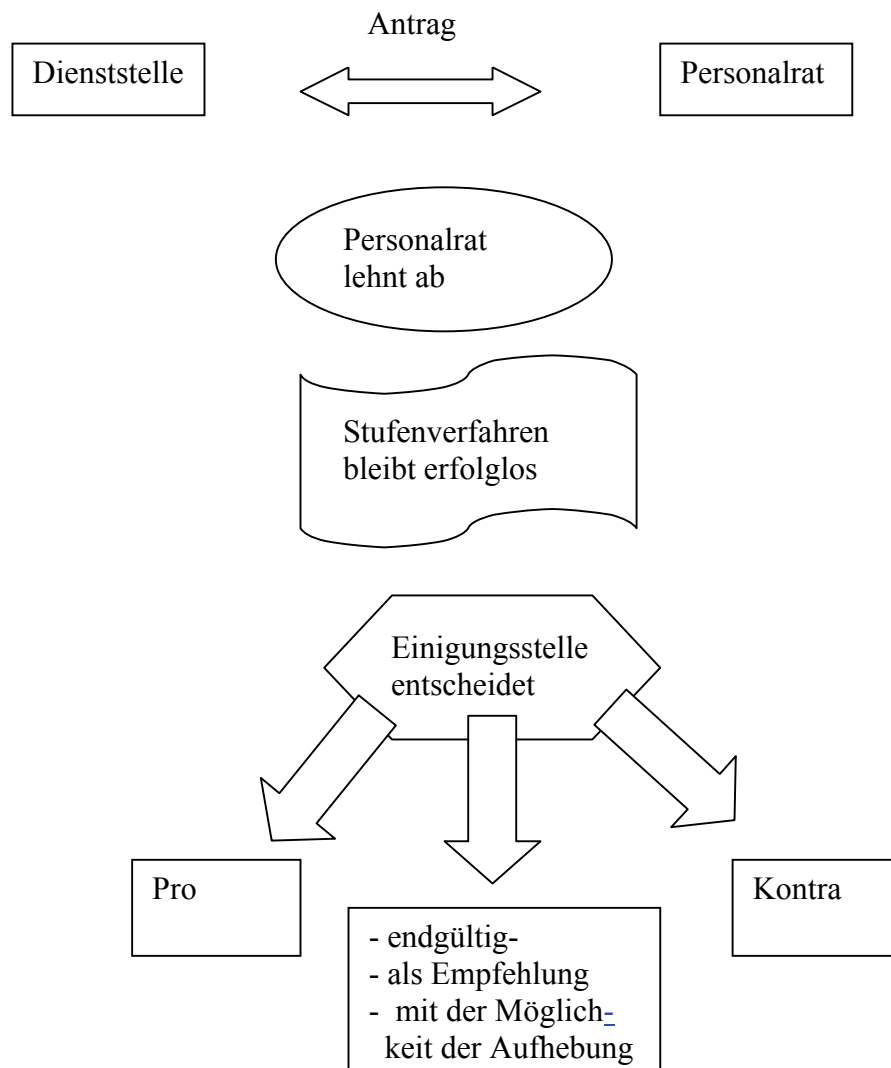 Antrag
Dienststelle
Personalrat
Personalrat
lehnt ab
Stufenverfahren
bleibt erfolglos
Einigungsstelle
entscheidet
Pro
Kontra
- endgültig-
- als Empfehlung
- mit der Möglich-
keit der Aufhebung